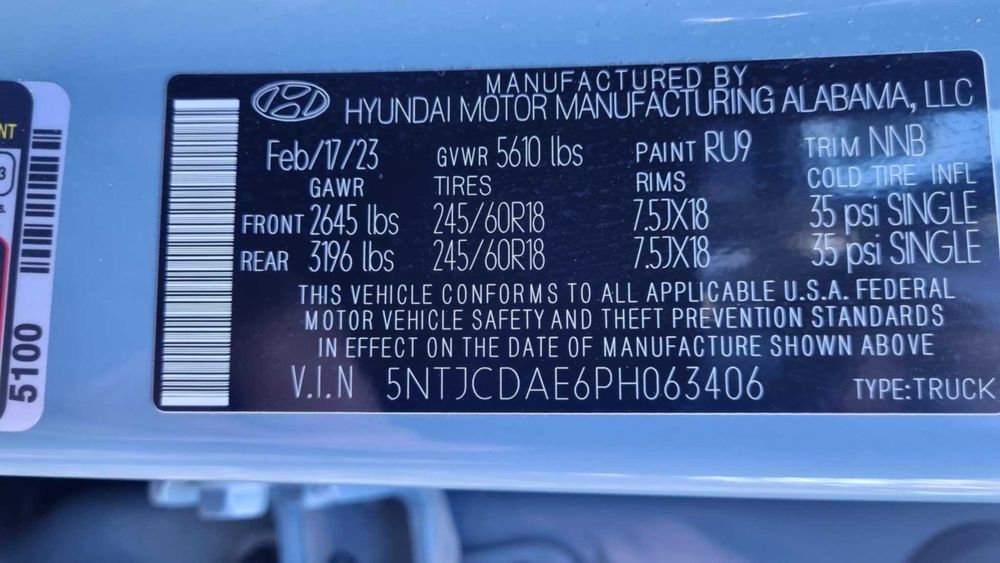 MANUFACTURED BY
HYUNDAI MOTOR MANUFACTURING ALABAMA, LLC
Feb/17/23 GVWR 5610 lbs PAINT RU9 TRIM NNB
GAWR TIRES RIMS COLD TIRE INFL
FRONT 2645 lbs 245/60R18 7.5JX18 35 psi SINGLE
REAR 3196 lbs 245/60R18 7.5JX18 35 psi SINGLE
THIS VEHICLE CONFORMS TO ALL APPLICABLE U.S.A. FEDERAL
MOTOR VEHICLE SAFETY AND THEFT PREVENTION STANDARDS
IN EFFECT ON THE DATE OF MANUFACTURE SHOWN ABOVE
V.I.N 5NTJCDAE6PH063406 TYPE:TRUCK
5100